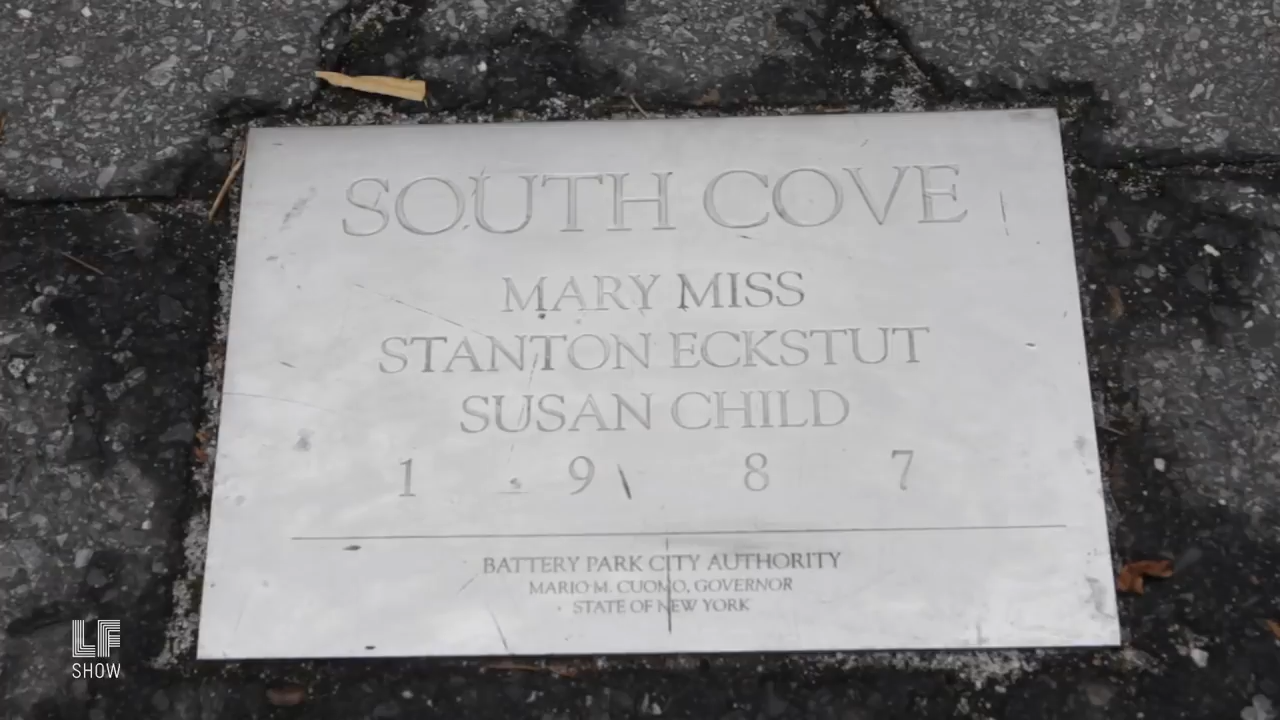 SOUTH COVE
MARY MISS
STANTON ECKSTUT
SUSAN CHILD
1 9 8 7
BATTERY PARK CITY AUTHORITY
MARIO M. CUOMO, GOVERNOR
STATE OF NEW YORK
LF
SHOW